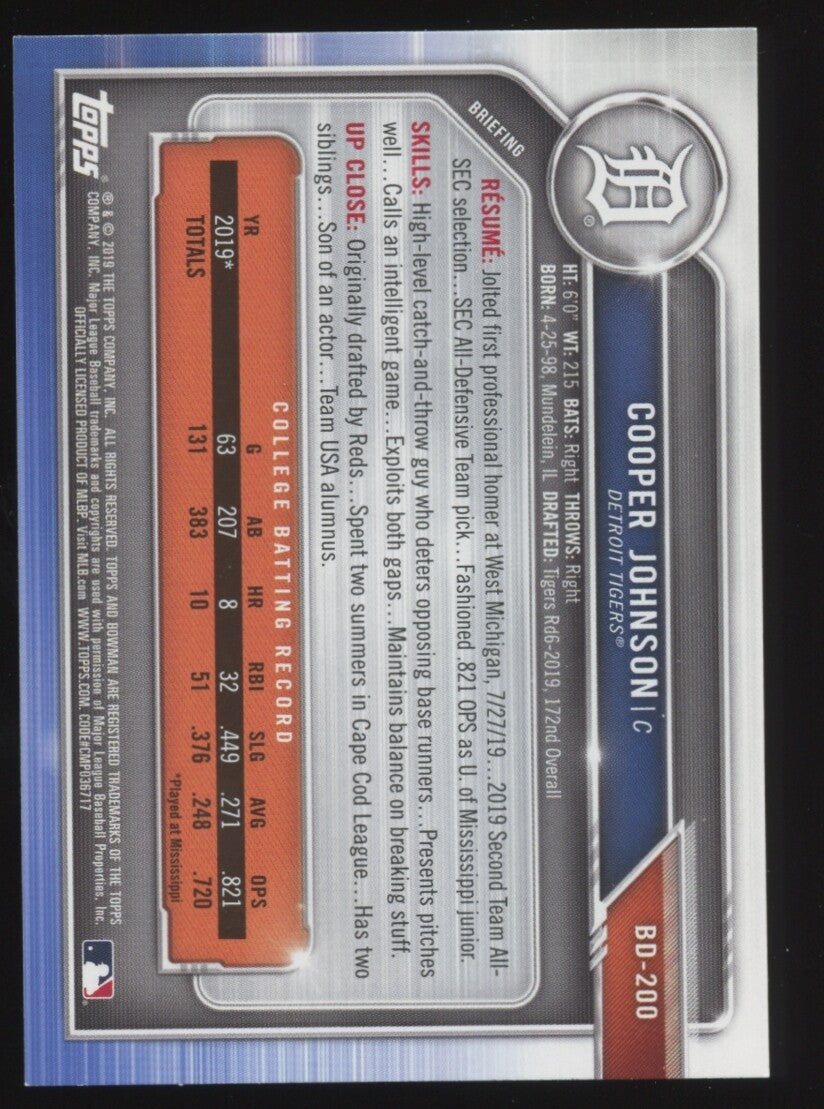 BD-200
COOPER JOHNSON | C
DETROIT TIGERS®
D
®
HT: 6'0" WT: 215 BATS: Right THROWS: Right
BORN: 4-25-98, Mundelein, IL DRAFTED: Tigers Rd6-2019, 172nd Overall
BRIEFING
RÉSUMÉ: Jolted first professional homer at West Michigan, 7/27/19...2019 Second Team All-
SEC selection...SEC All-Defensive Team pick...Fashioned .821 OPS as U. of Mississippi junior.
SKILLS: High-level catch-and-throw guy who deters opposing base runners...Presents pitches
well...Calls an intelligent game...Exploits both gaps...Maintains balance on breaking stuff.
UP CLOSE: Originally drafted by Reds...Spent two summers in Cape Cod League...Has two
siblings...Son of an actor...Team USA alumnus.
COLLEGE BATTING RECORD
YR G AB HR RBI SLG AVG OPS
2019* 63 207 8 32 .449 .271 .821
TOTALS 131 383 10 51 .376 .248 .720
*Played at Mississippi
topps®
® & © 2019 THE TOPPS COMPANY, INC. ALL RIGHTS RESERVED. TOPPS AND BOWMAN ARE REGISTERED TRADEMARKS OF THE TOPPS
COMPANY, INC. Major League Baseball trademarks and copyrights are used with permission of Major League Baseball Properties, Inc.
OFFICIALLY LICENSED PRODUCT OF MLBP. Visit MLB.com WWW.TOPPS.COM. CODE#CMP036717